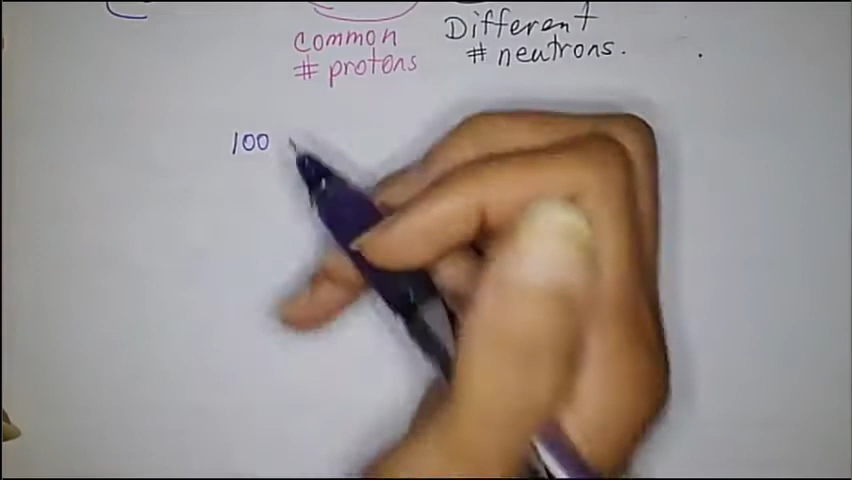 Common
# protons
Different
# neutrons.
100